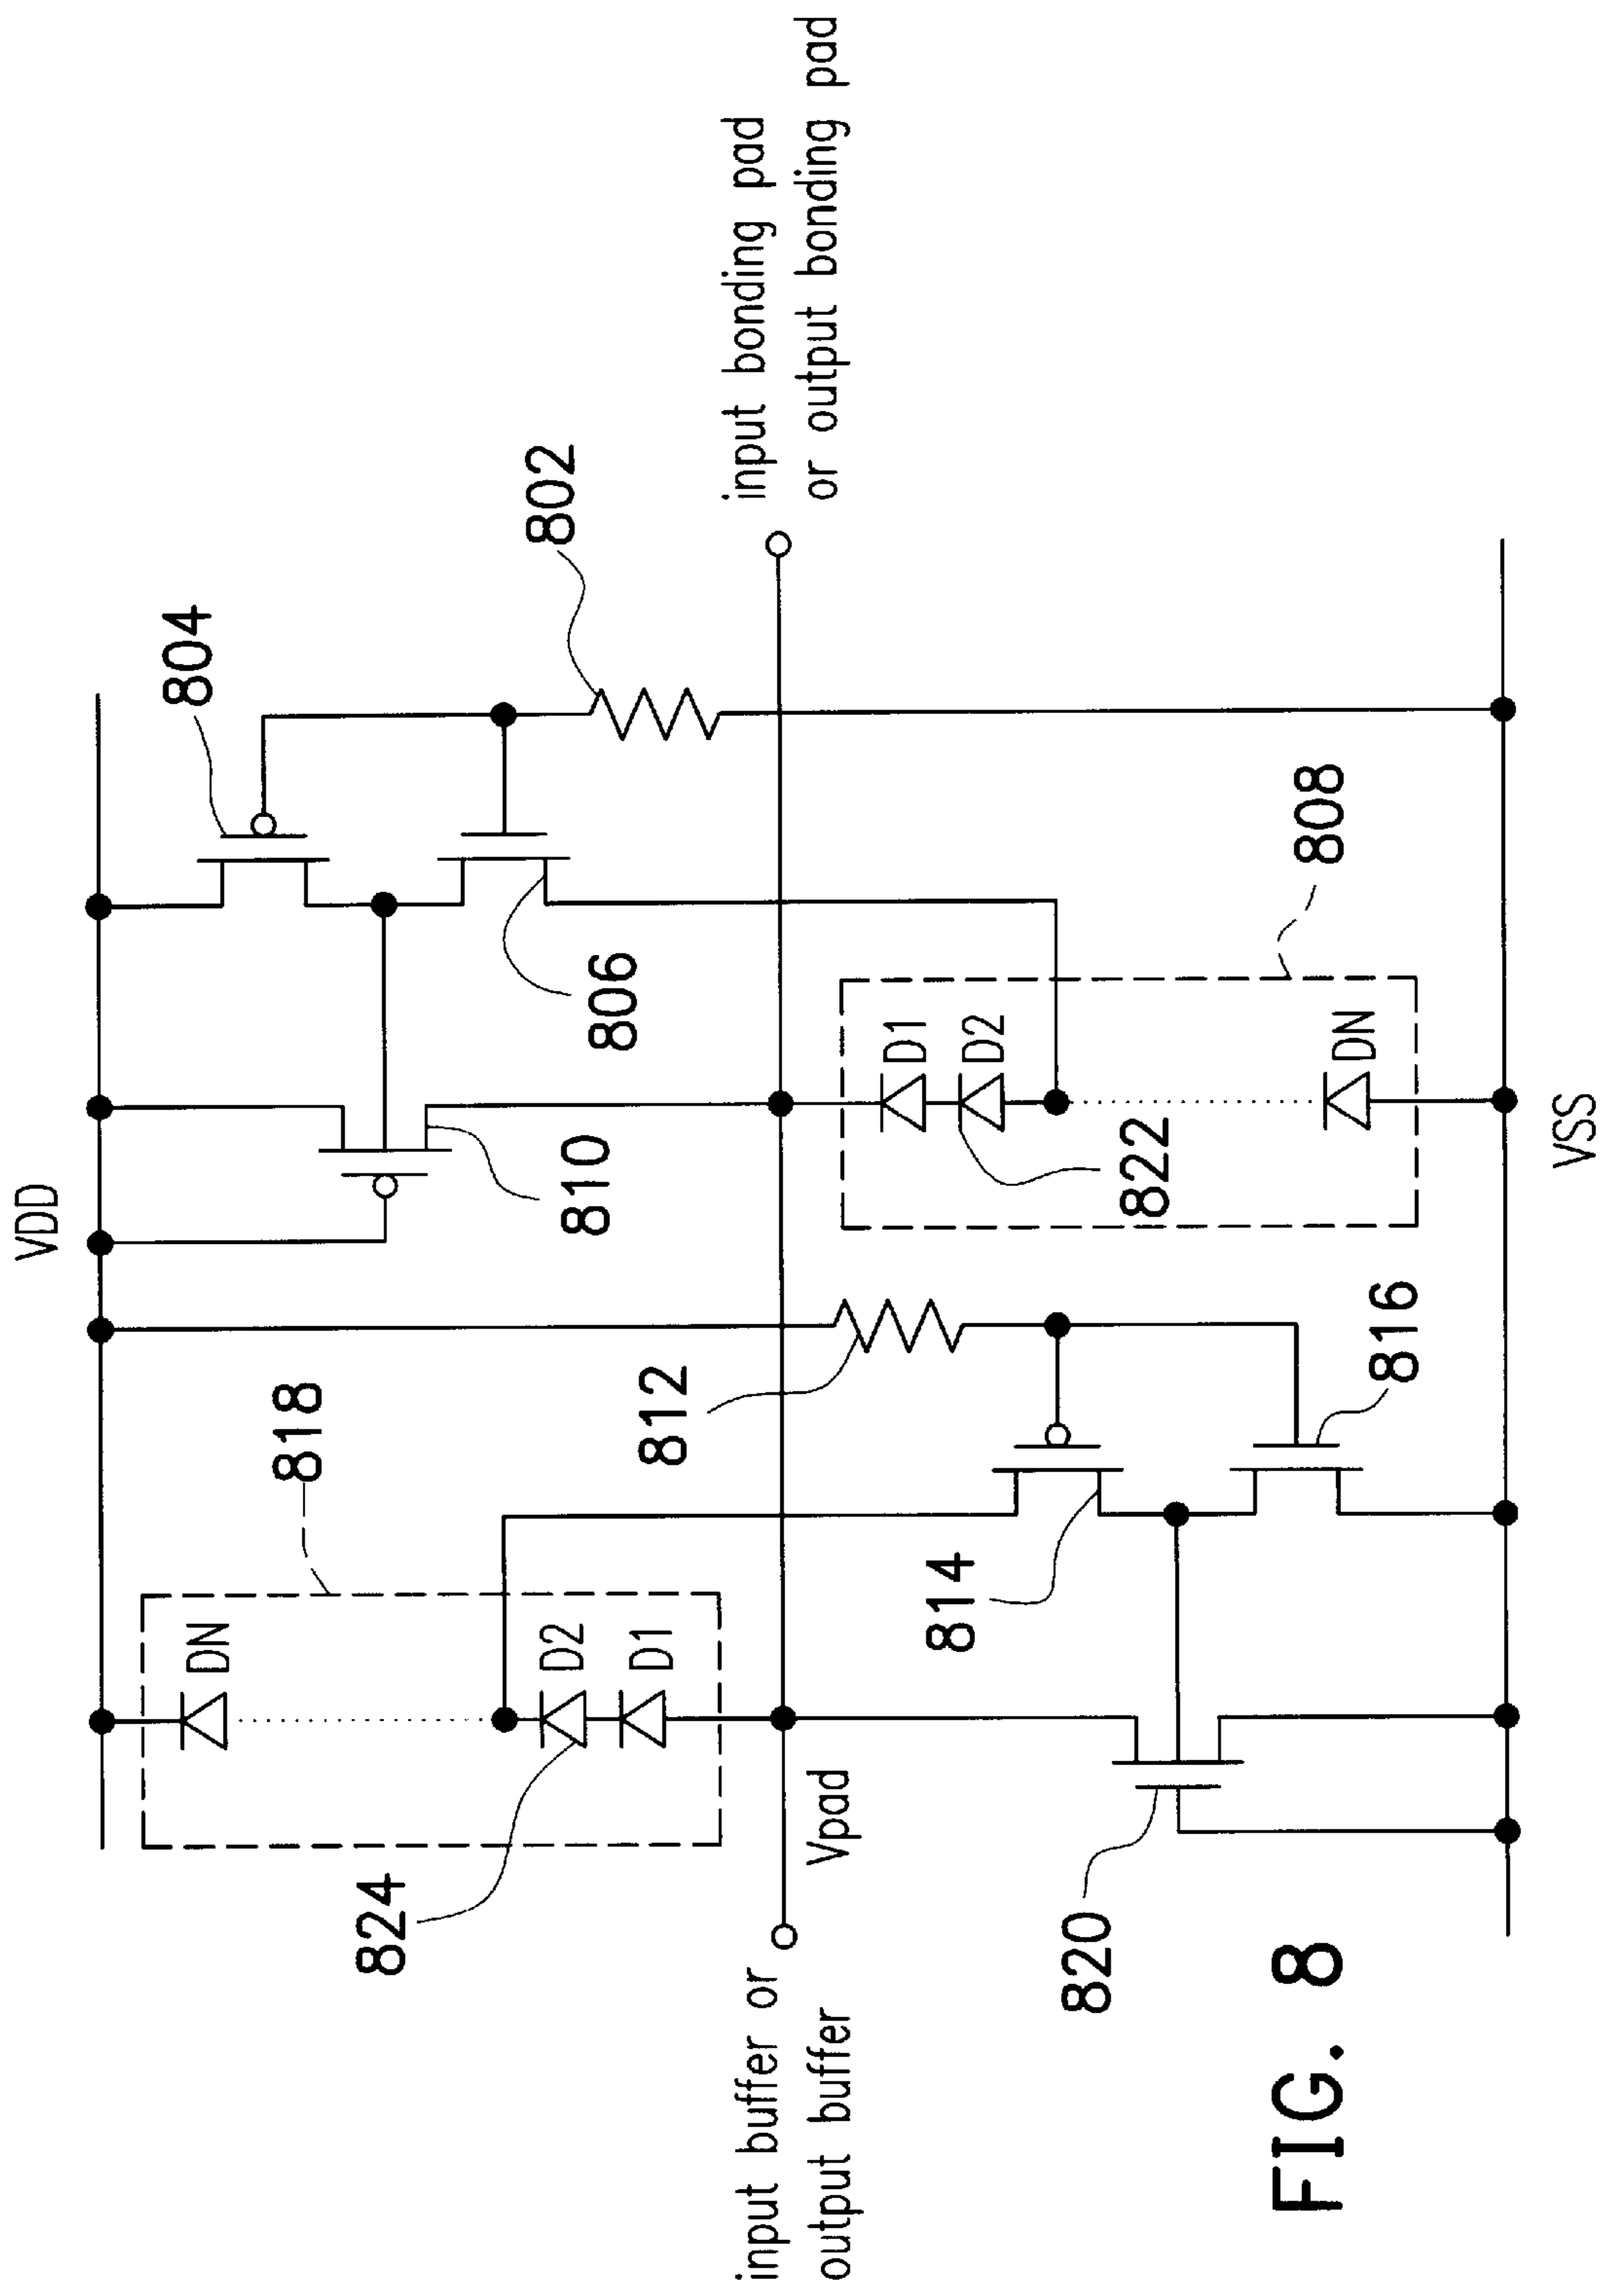 VDD
804
802
810
806
input bonding pad
or output bonding pad
818
812
DN
D2
D1
824
input buffer or
output buffer
Vpad
D1
D2
DN
822
808
814
816
820
VSS
FIG. 8